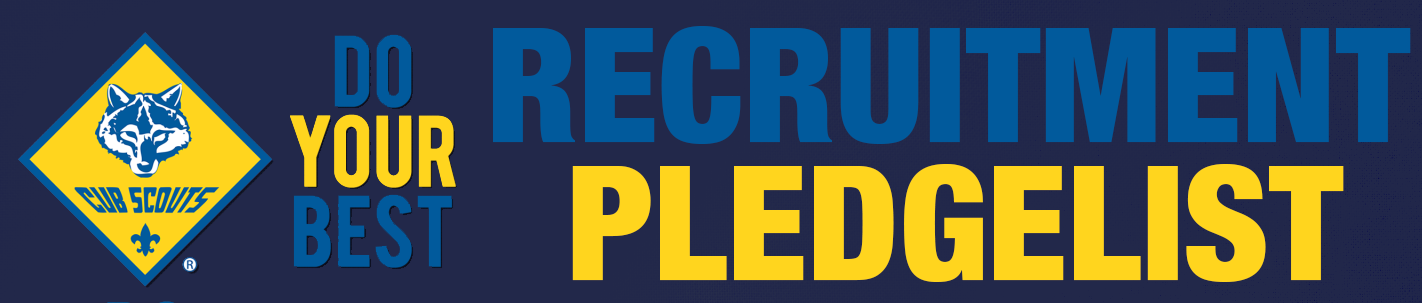 CUB SCOUTS
®
DO
YOUR
BEST
RECRUITMENT
PLEDGELIST